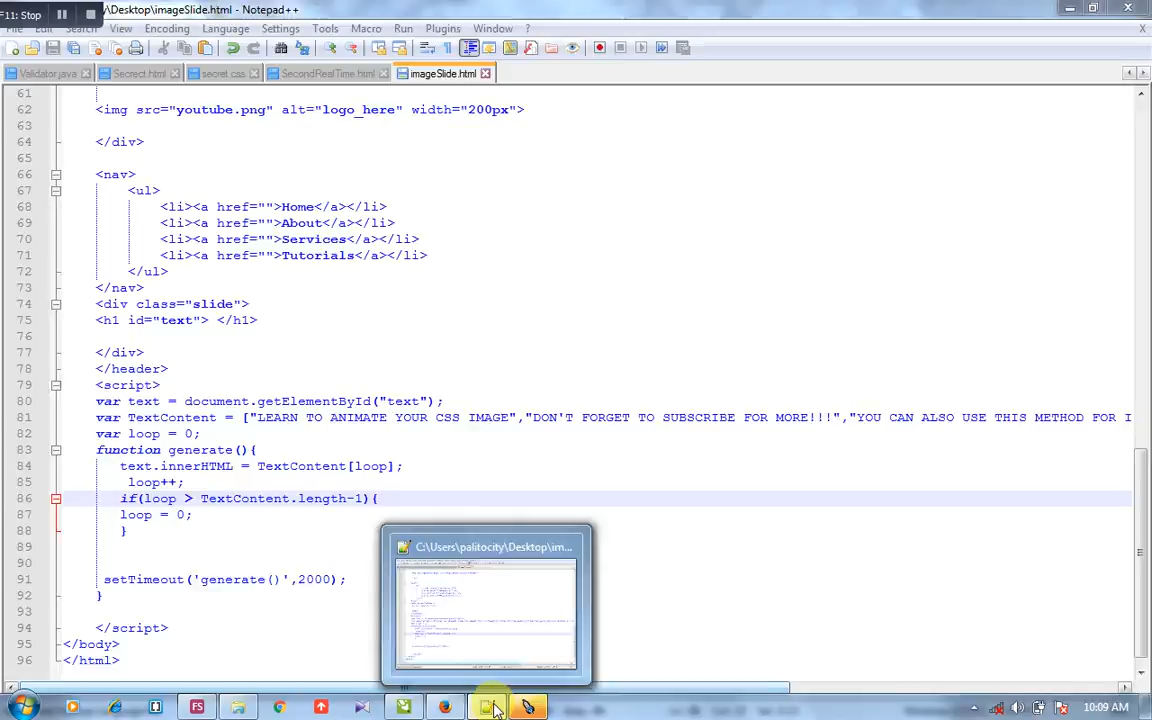 F11: Stop
y\Desktop\imageSlide.html - Notepad++
File Edit Search View Encoding Language Settings Tools Macro Run Plugins Window ?
X
Validator.java
Secrect.html
secret.css
SecondRealTime.html
imageSlide.html
61
62 <img src="youtube.png" alt="logo_here" width="200px">
63
64 </div>
65
66 <nav>
67 <ul>
68 <li><a href="">Home</a></li>
69 <li><a href="">About</a></li>
70 <li><a href="">Services</a></li>
71 <li><a href="">Tutorials</a></li>
72 </ul>
73 </nav>
74 <div class="slide">
75 <h1 id="text"> </h1>
76
77 </div>
78 </header>
79 <script>
80 var text = document.getElementById("text");
81 var TextContent = ["LEARN TO ANIMATE YOUR CSS IMAGE","DON'T FORGET TO SUBSCRIBE FOR MORE!!!","YOU CAN ALSO USE THIS METHOD FOR I
82 var loop = 0;
83 function generate(){
84 text.innerHTML = TextContent[loop];
85 loop++;
86 if(loop > TextContent.length-1){
87 loop = 0;
88 }
89
90
91 setTimeout('generate()',2000);
92 }
93
94 </script>
95 </body>
96 </html>
C:\Users\palitocity\Desktop\im...
FS
10:09 AM